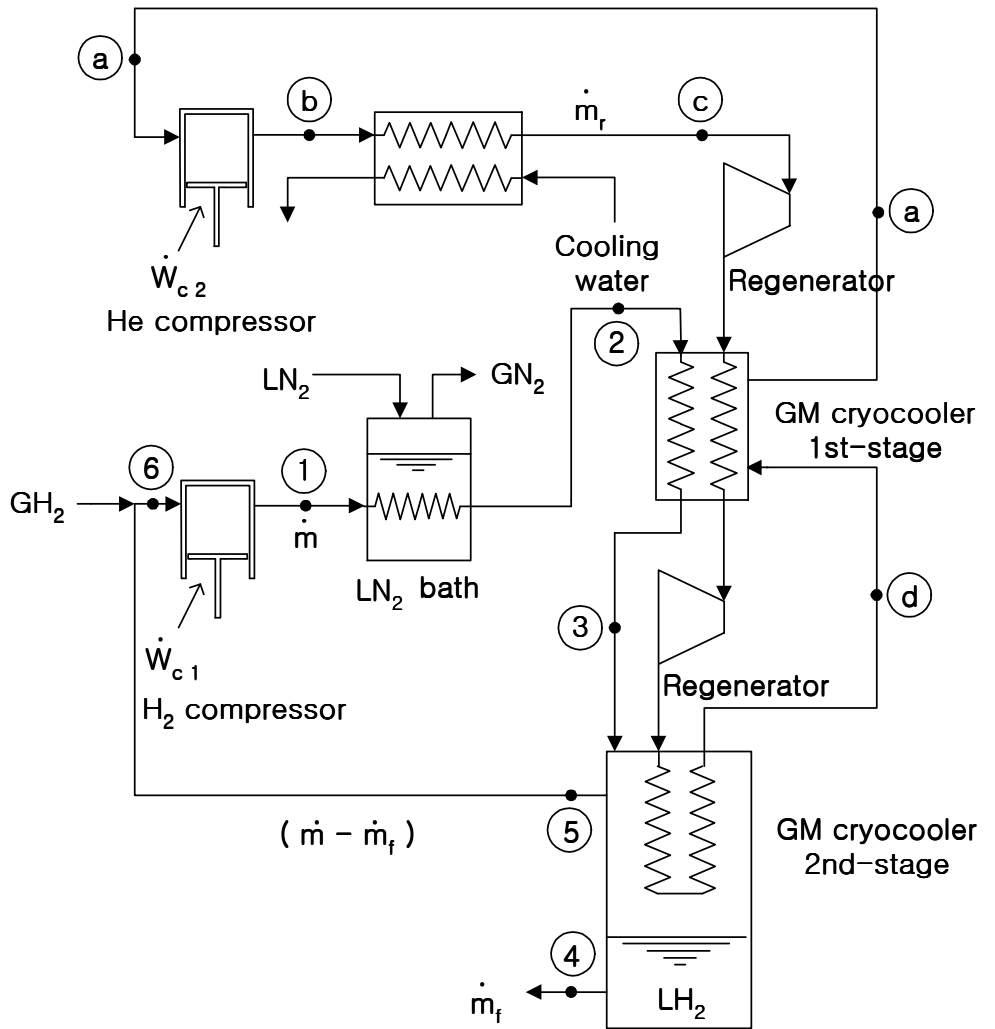 a
b
ṁr
c
a
Cooling
water
Ẇc 2
He compressor
Regenerator
2
LN2
GN2
GM cryocooler
1st-stage
6
1
GH2
ṁ
LN2 bath
d
3
Ẇc 1
H2 compressor
Regenerator
5
( ṁ - ṁf )
GM cryocooler
2nd-stage
4
ṁf
LH2